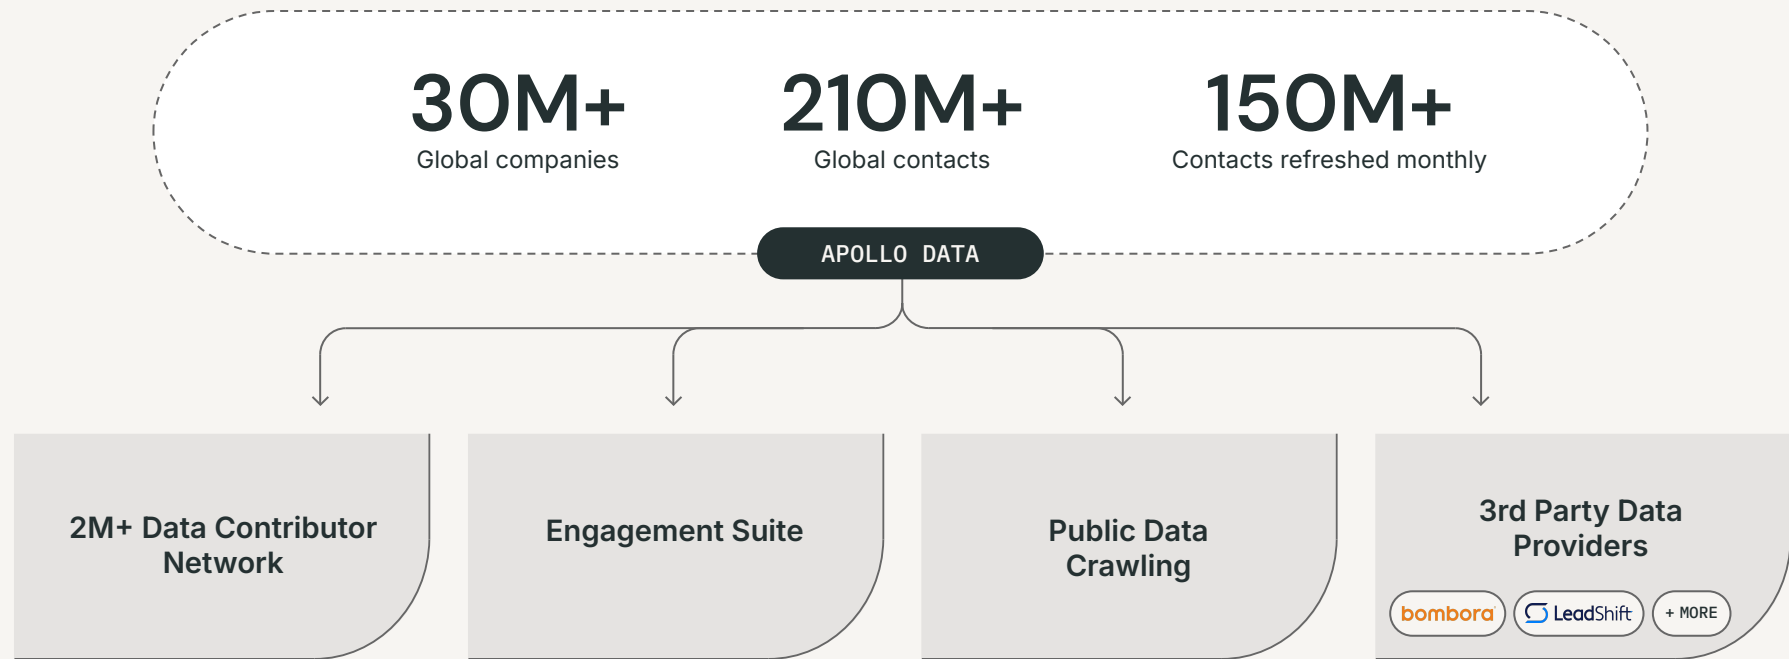 30M+
Global companies
210M+
Global contacts
150M+
Contacts refreshed monthly
APOLLO DATA
2M+ Data Contributor
Network
Engagement Suite
Public Data
Crawling
3rd Party Data
Providers
bombora
LeadShift
+ MORE